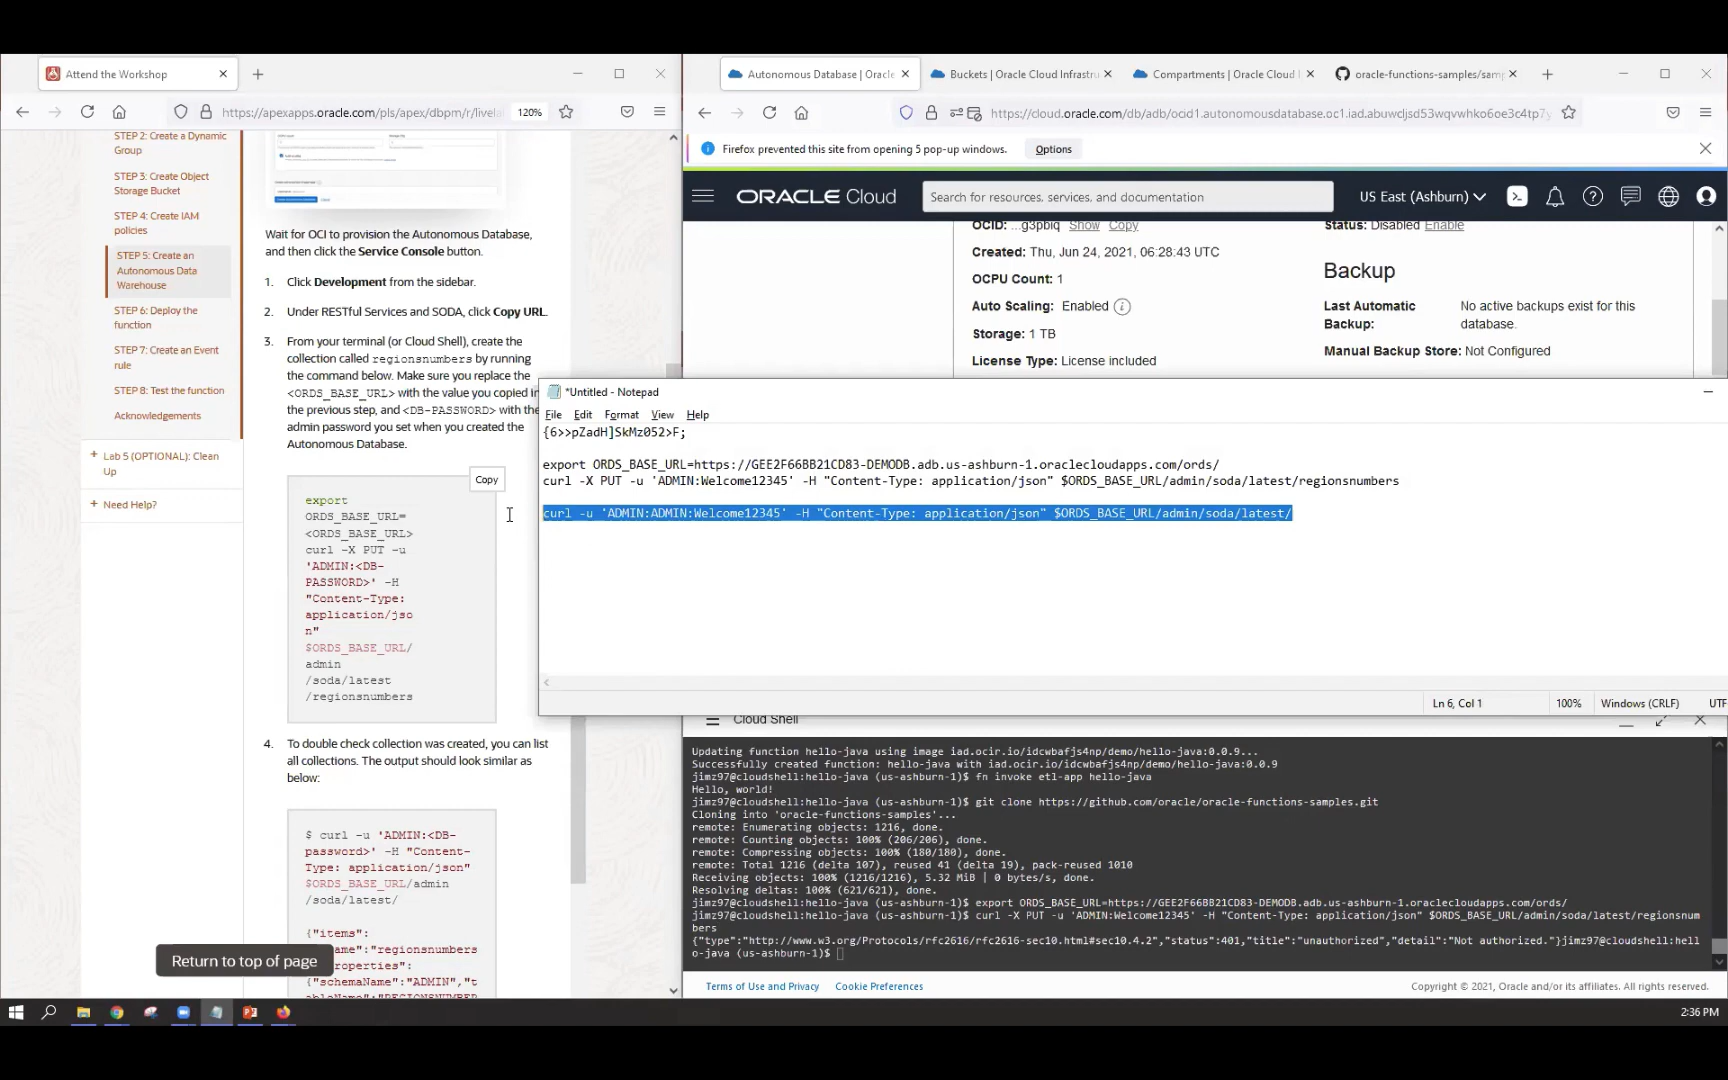 Attend the Workshop
Autonomous Database | Oracle
Buckets | Oracle Cloud Infrastru
Compartments | Oracle Cloud I
oracle-functions-samples/samp
https://apexapps.oracle.com/pls/apex/dbpm/r/livela
120%
https://cloud.oracle.com/db/adb/ocid1.autonomousdatabase.oc1.iad.abuwcljsd53wqvwhko6oe3c4tp7y
Firefox prevented this site from opening 5 pop-up windows.
Options
ORACLE Cloud
Search for resources, services, and documentation
US East (Ashburn)
STEP 2: Create a Dynamic
Group
STEP 3: Create Object
Storage Bucket
STEP 4: Create IAM
policies
STEP 5: Create an
Autonomous Data
Warehouse
STEP 6: Deploy the
function
STEP 7: Create an Event
rule
STEP 8: Test the function
Acknowledgements
+ Lab 5 (OPTIONAL): Clean
Up
+ Need Help?
Wait for OCI to provision the Autonomous Database,
and then click the Service Console button.
1. Click Development from the sidebar.
2. Under RESTful Services and SODA, click Copy URL.
3. From your terminal (or Cloud Shell), create the
collection called regionsnumbers by running
the command below. Make sure you replace the
<ORDS_BASE_URL> with the value you copied in
the previous step, and <DB-PASSWORD> with the
admin password you set when you created the
Autonomous Database.
Copy
export
ORDS_BASE_URL=
<ORDS_BASE_URL>
curl -X PUT -u
'ADMIN:<DB-
PASSWORD>' -H
"Content-Type:
application/jso
n"
$ORDS_BASE_URL/
admin
/soda/latest
/regionsnumbers
4. To double check collection was created, you can list
all collections. The output should look similar as
below:
$ curl -u 'ADMIN:<DB-
password>' -H "Content-
Type: application/json"
$ORDS_BASE_URL/admin
/soda/latest/
{"items":
ame":"regionsnumbers
roperties":
{"schemaName":"ADMIN","t
ableName":"REGIONSNUMBER
Return to top of page
OCID: ...g3pbiq Show Copy
Created: Thu, Jun 24, 2021, 06:28:43 UTC
OCPU Count: 1
Auto Scaling: Enabled
Storage: 1 TB
License Type: License included
Status: Disabled Enable
Backup
Last Automatic
Backup:
No active backups exist for this
database.
Manual Backup Store: Not Configured
*Untitled - Notepad
File Edit Format View Help
{6>>pZadH]SkMz052>F;
export ORDS_BASE_URL=https://GEE2F66BB21CD83-DEMODB.adb.us-ashburn-1.oraclecloudapps.com/ords/
curl -X PUT -u 'ADMIN:Welcome12345' -H "Content-Type: application/json" $ORDS_BASE_URL/admin/soda/latest/regionsnumbers
curl -u 'ADMIN:ADMIN:Welcome12345' -H "Content-Type: application/json" $ORDS_BASE_URL/admin/soda/latest/
Ln 6, Col 1
100%
Windows (CRLF)
UTF
Cloud Shell
Updating function hello-java using image iad.ocir.io/idcwbafjs4np/demo/hello-java:0.0.9...
Successfully created function: hello-java with iad.ocir.io/idcwbafjs4np/demo/hello-java:0.0.9
jimz97@cloudshell:hello-java (us-ashburn-1)$ fn invoke etl-app hello-java
Hello, world!
jimz97@cloudshell:hello-java (us-ashburn-1)$ git clone https://github.com/oracle/oracle-functions-samples.git
Cloning into 'oracle-functions-samples'...
remote: Enumerating objects: 1216, done.
remote: Counting objects: 100% (206/206), done.
remote: Compressing objects: 100% (180/180), done.
remote: Total 1216 (delta 107), reused 41 (delta 19), pack-reused 1010
Receiving objects: 100% (1216/1216), 5.32 MiB | 0 bytes/s, done.
Resolving deltas: 100% (621/621), done.
jimz97@cloudshell:hello-java (us-ashburn-1)$ export ORDS_BASE_URL=https://GEE2F66BB21CD83-DEMODB.adb.us-ashburn-1.oraclecloudapps.com/ords/
jimz97@cloudshell:hello-java (us-ashburn-1)$ curl -X PUT -u 'ADMIN:Welcome12345' -H "Content-Type: application/json" $ORDS_BASE_URL/admin/soda/latest/regionsnum
bers
{"type":"http://www.w3.org/Protocols/rfc2616/rfc2616-sec10.html#sec10.4.2","status":401,"title":"unauthorized","detail":"Not authorized."}jimz97@cloudshell:hell
o-java (us-ashburn-1)$
Terms of Use and Privacy
Cookie Preferences
Copyright © 2021, Oracle and/or its affiliates. All rights reserved.
2:36 PM